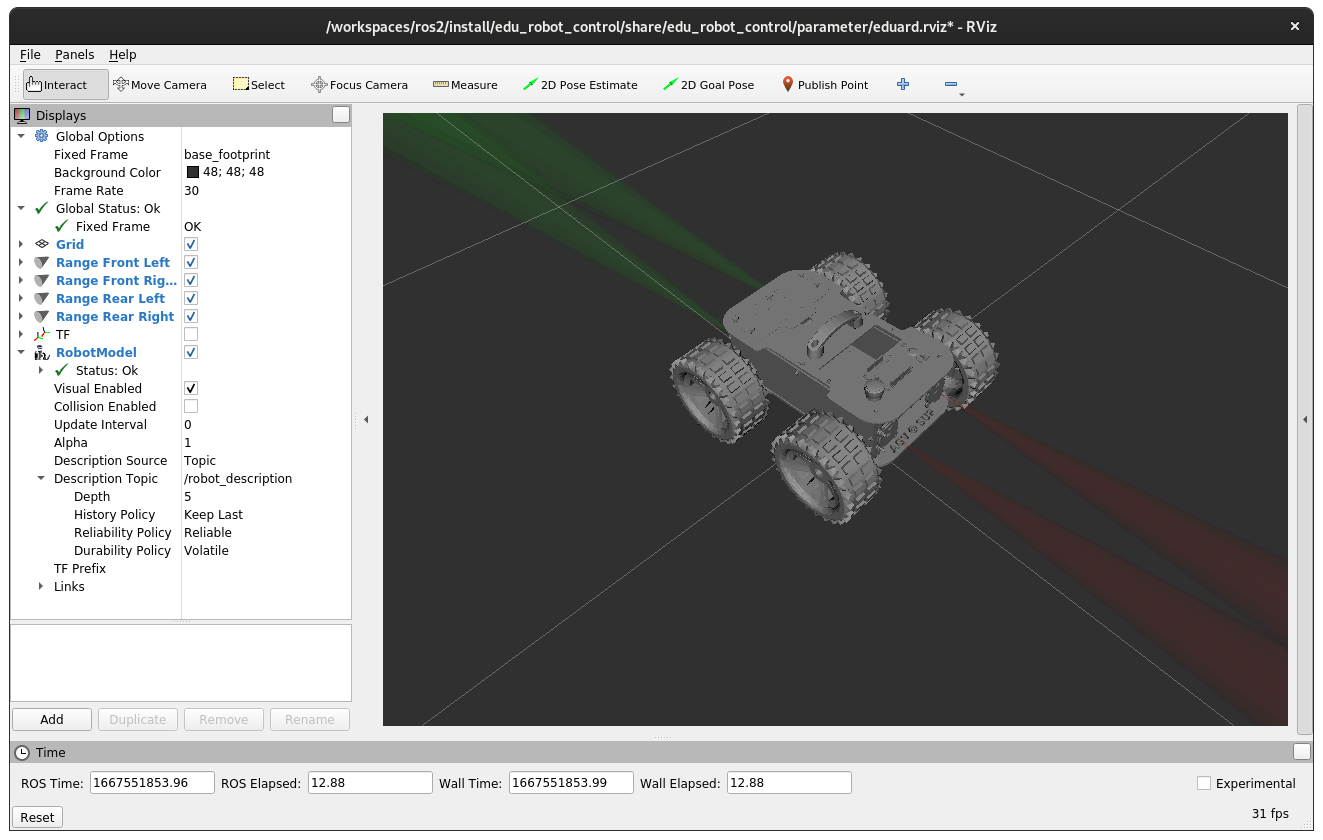 /workspaces/ros2/install/edu_robot_control/share/edu_robot_control/parameter/eduard.rviz* - RViz
File Panels Help
Interact Move Camera Select Focus Camera Measure 2D Pose Estimate 2D Goal Pose Publish Point
Displays
Global Options
Fixed Frame base_footprint
Background Color 48; 48; 48
Frame Rate 30
Global Status: Ok
Fixed Frame OK
Grid
Range Front Left
Range Front Rig...
Range Rear Left
Range Rear Right
TF
RobotModel
Status: Ok
Visual Enabled
Collision Enabled
Update Interval 0
Alpha 1
Description Source Topic
Description Topic /robot_description
Depth 5
History Policy Keep Last
Reliability Policy Reliable
Durability Policy Volatile
TF Prefix
Links
Add Duplicate Remove Rename
Time
ROS Time: 1667551853.96 ROS Elapsed: 12.88 Wall Time: 1667551853.99 Wall Elapsed: 12.88 Experimental
Reset 31 fps